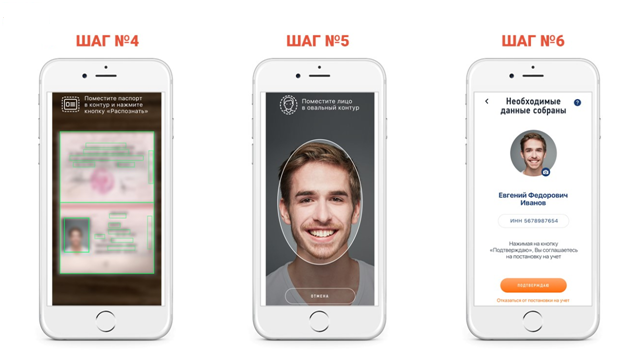 ШАГ №4
Поместите паспорт
в контур и нажмите
кнопку «Распознать»
ШАГ №5
Поместите лицо
в овальный контур
ОТМЕНА
ШАГ №6
Необходимые
данные собраны
?
Евгений Федорович
Иванов
ИНН 5678987654
Нажимая на кнопку
«Подтверждаю», Вы соглашаетесь
на постановку на учет
ПОДТВЕРЖДАЮ
Отказаться от постановки на учет